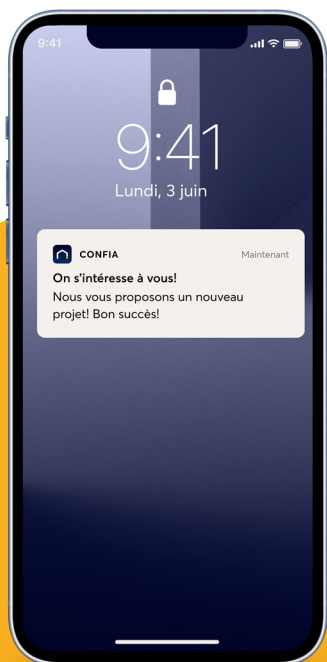 9:41
9:41
Lundi, 3 juin
CONFIA Maintenant
On s'intéresse à vous!
Nous vous proposons un nouveau
projet! Bon succès!